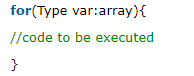 for(Type var:array){
//code to be executed
}